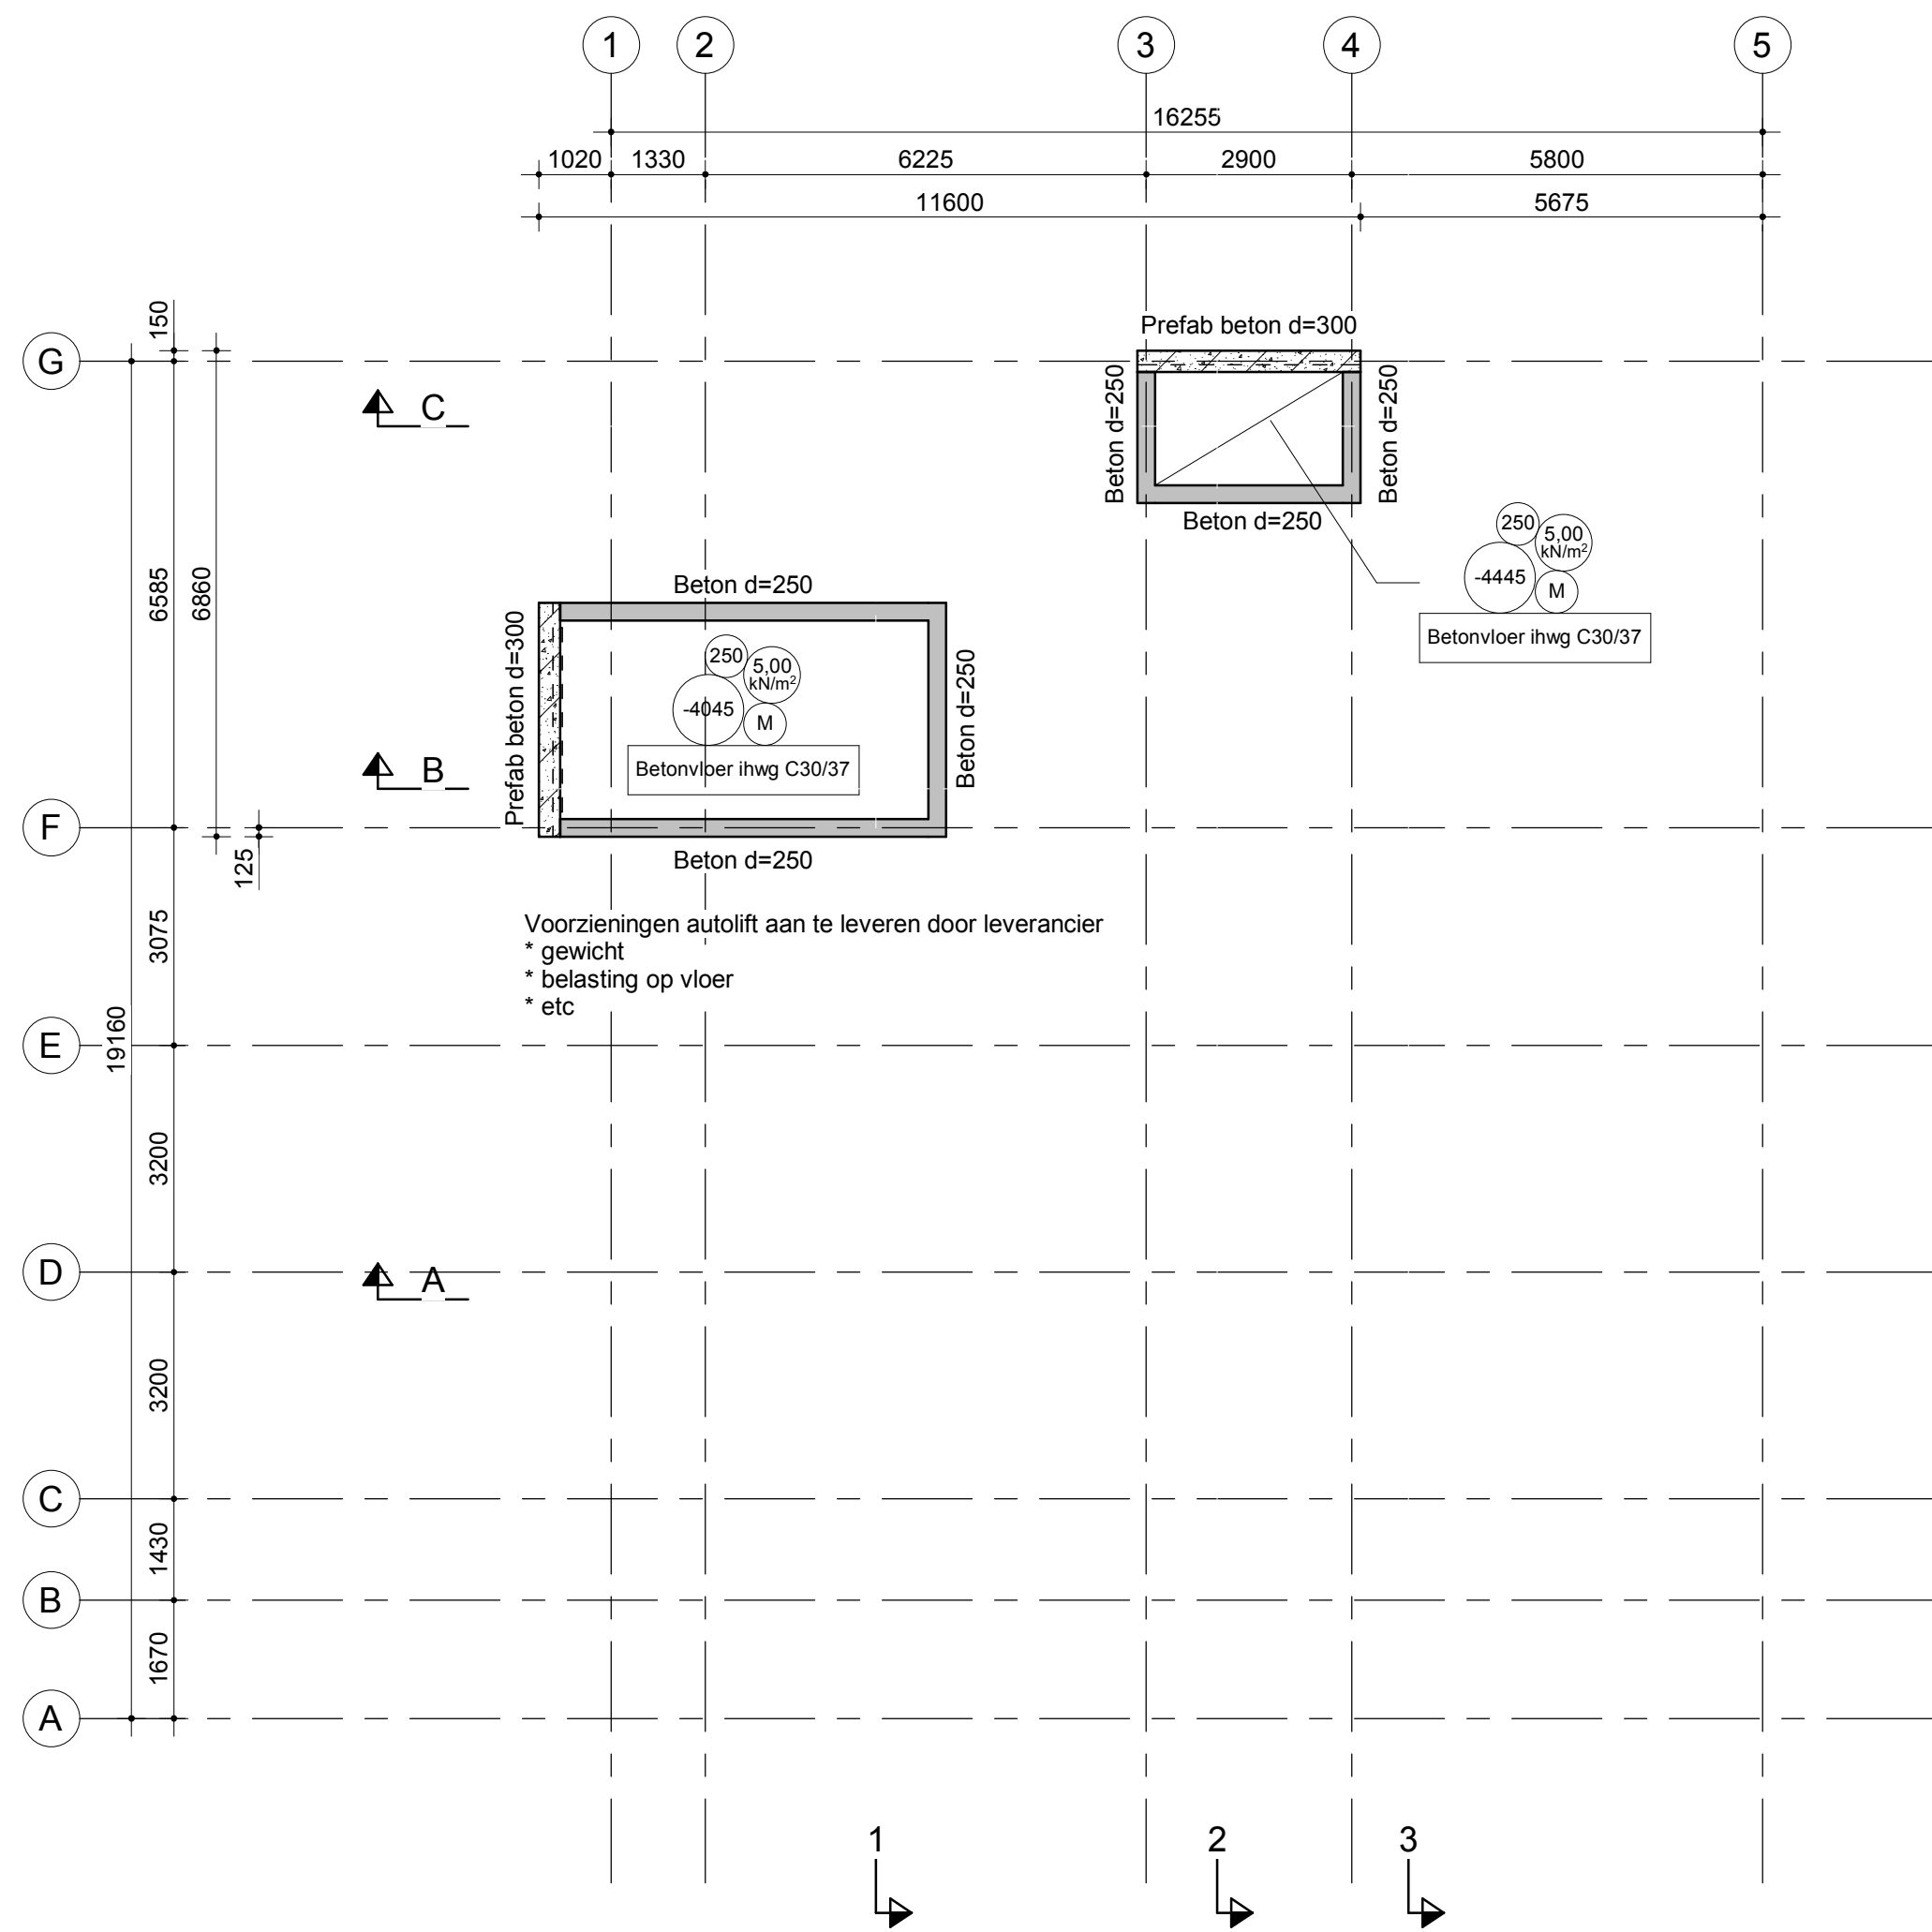 1 2 3 4 5
16255
1020 1330 6225 2900 5800
11600 5675
150
G
Prefab beton d=300
C
Beton d=250
Beton d=250
Beton d=250
250
5,00
kN/m²
-4445
M
Betonvloer ihwg C30/37
6585
6860
Beton d=250
Prefab beton d=300
250
5,00
kN/m²
-4045
M
Betonvloer ihwg C30/37
Beton d=250
B
F
125
Beton d=250
3075
Voorzieningen autolift aan te leveren door leverancier
* gewicht
* belasting op vloer
* etc
E
19160
3200
D
A
3200
C
1430
B
1670
A
1 2 3